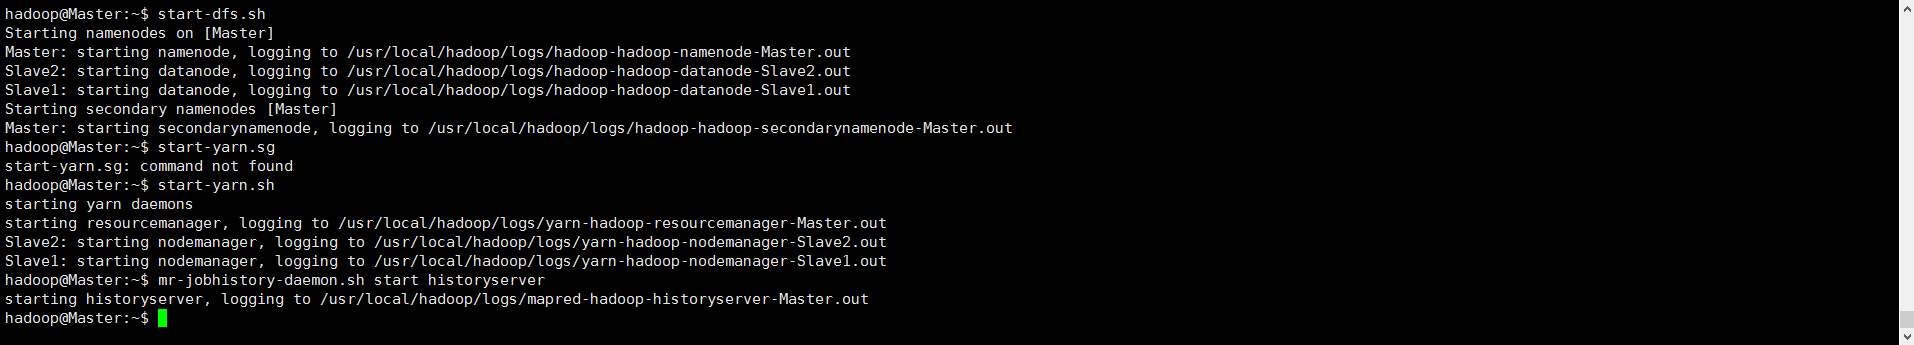 hadoop@Master:~$ start-dfs.sh
Starting namenodes on [Master]
Master: starting namenode, logging to /usr/local/hadoop/logs/hadoop-hadoop-namenode-Master.out
Slave2: starting datanode, logging to /usr/local/hadoop/logs/hadoop-hadoop-datanode-Slave2.out
Slave1: starting datanode, logging to /usr/local/hadoop/logs/hadoop-hadoop-datanode-Slave1.out
Starting secondary namenodes [Master]
Master: starting secondarynamenode, logging to /usr/local/hadoop/logs/hadoop-hadoop-secondarynamenode-Master.out
hadoop@Master:~$ start-yarn.sg
start-yarn.sg: command not found
hadoop@Master:~$ start-yarn.sh
starting yarn daemons
starting resourcemanager, logging to /usr/local/hadoop/logs/yarn-hadoop-resourcemanager-Master.out
Slave2: starting nodemanager, logging to /usr/local/hadoop/logs/yarn-hadoop-nodemanager-Slave2.out
Slave1: starting nodemanager, logging to /usr/local/hadoop/logs/yarn-hadoop-nodemanager-Slave1.out
hadoop@Master:~$ mr-jobhistory-daemon.sh start historyserver
starting historyserver, logging to /usr/local/hadoop/logs/mapred-hadoop-historyserver-Master.out
hadoop@Master:~$